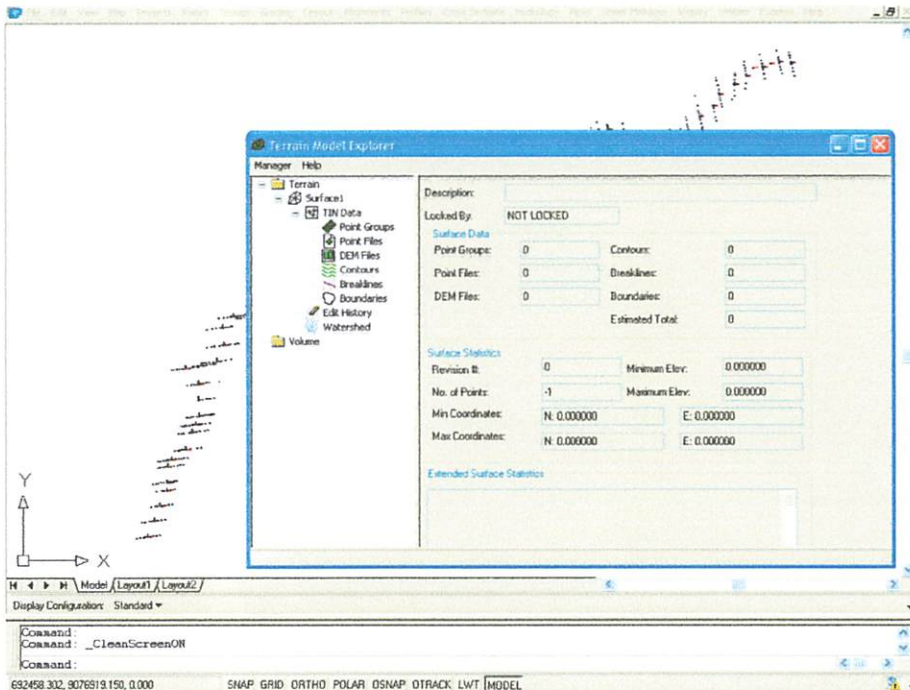 File Edit View Map Projects
Terrain Model Explorer
Manager Help
Terrain
Surface1
TIN Data
Point Groups
Point Files
DEM Files
Contours
Breaklines
Boundaries
Edit History
Watershed
Volume
Description:
Locked By: NOT LOCKED
Surface Data
Point Groups: 0 Contours: 0
Point Files: 0 Breaklines: 0
DEM Files: 0 Boundaries: 0
Estimated Total: 0
Surface Statistics
Revision #: 0 Minimum Elev: 0.000000
No. of Points: -1 Maximum Elev: 0.000000
Min Coordinates: N: 0.000000 E: 0.000000
Max Coordinates: N: 0.000000 E: 0.000000
Extended Surface Statistics
Y
X
Model Layout1 Layout2
Display Configuration: Standard
Command:
Command: _CleanScreenON
Command:
692458.302, 9076919.150, 0.000 SNAP GRID ORTHO POLAR OSNAP OTRACK LWT MODEL